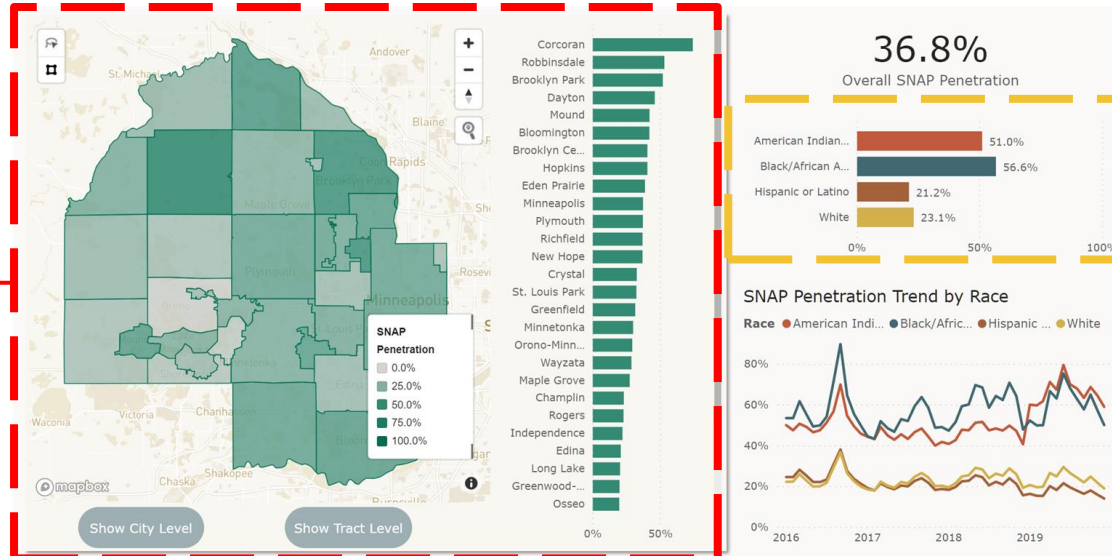 Andover
St. Micha
Blaine
Coon Rapids
Brooklyn Park
Maple Grove
Plymouth
Rosevi
Minneapolis
St. Louis P
Edina
Victoria
Chanhassen
Waconia
Shakopee
Chaska
Burnsville
mapbox
SNAP
Penetration
0.0%
25.0%
50.0%
75.0%
100.0%
Show City Level
Show Tract Level
Corcoran
Robbinsdale
Brooklyn Park
Dayton
Mound
Bloomington
Brooklyn Ce...
Hopkins
Eden Prairie
Minneapolis
Plymouth
Richfield
New Hope
Crystal
St. Louis Park
Greenfield
Minnetonka
Orono-Minn...
Wayzata
Maple Grove
Champlin
Rogers
Independence
Edina
Long Lake
Greenwood-...
Osseo
0% 50%
36.8%
Overall SNAP Penetration
American Indian... 51.0%
Black/African A... 56.6%
Hispanic or Latino 21.2%
White 23.1%
0% 50% 100%
SNAP Penetration Trend by Race
Race American Indi... Black/Afric... Hispanic ... White
80%
60%
40%
20%
0%
2016 2017 2018 2019